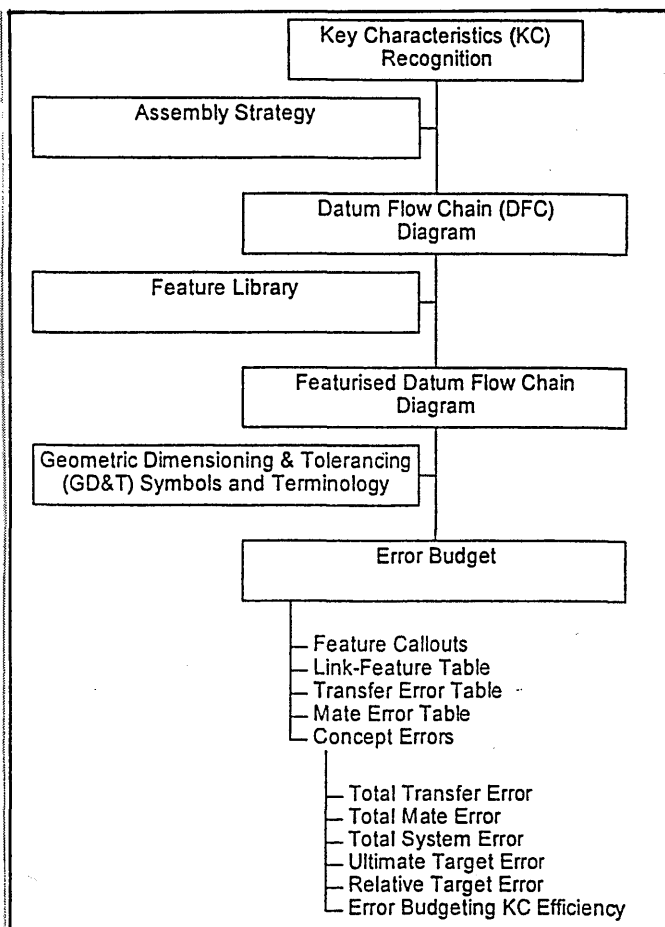 Key Characteristics (KC)
Recognition
Assembly Strategy
Datum Flow Chain (DFC)
Diagram
Feature Library
Featurised Datum Flow Chain
Diagram
Geometric Dimensioning & Tolerancing
(GD&T) Symbols and Terminology
Error Budget
Feature Callouts
Link-Feature Table
Transfer Error Table
Mate Error Table
Concept Errors
Total Transfer Error
Total Mate Error
Total System Error
Ultimate Target Error
Relative Target Error
Error Budgeting KC Efficiency